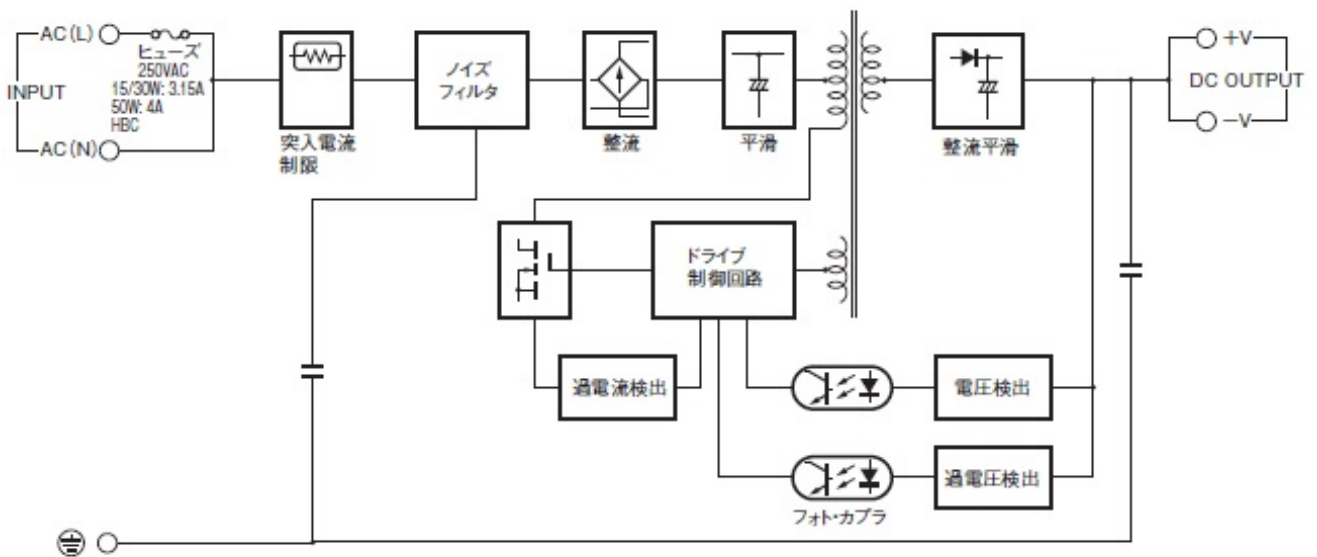 AC(L)
ヒューズ
250VAC
15/30W: 3.15A
50W: 4A
HBC
INPUT
AC(N)
突入電流
制限
ノイズ
フィルタ
整流
平滑
整流平滑
+V
DC OUTPUT
-V
ドライブ
制御回路
過電流検出
電圧検出
過電圧検出
フォト・カプラ